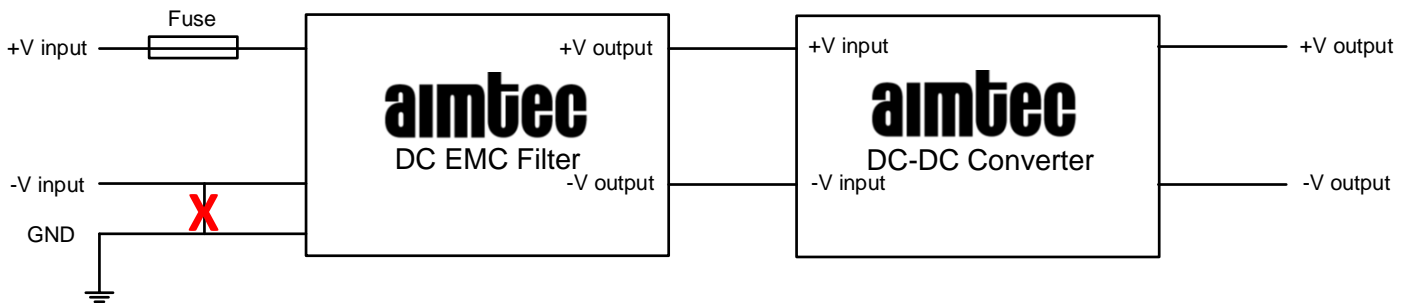 Fuse
+V input
+V output
+V input
+V output
aimtec
DC EMC Filter
aimtec
DC-DC Converter
-V input
-V output
-V input
-V output
X
GND